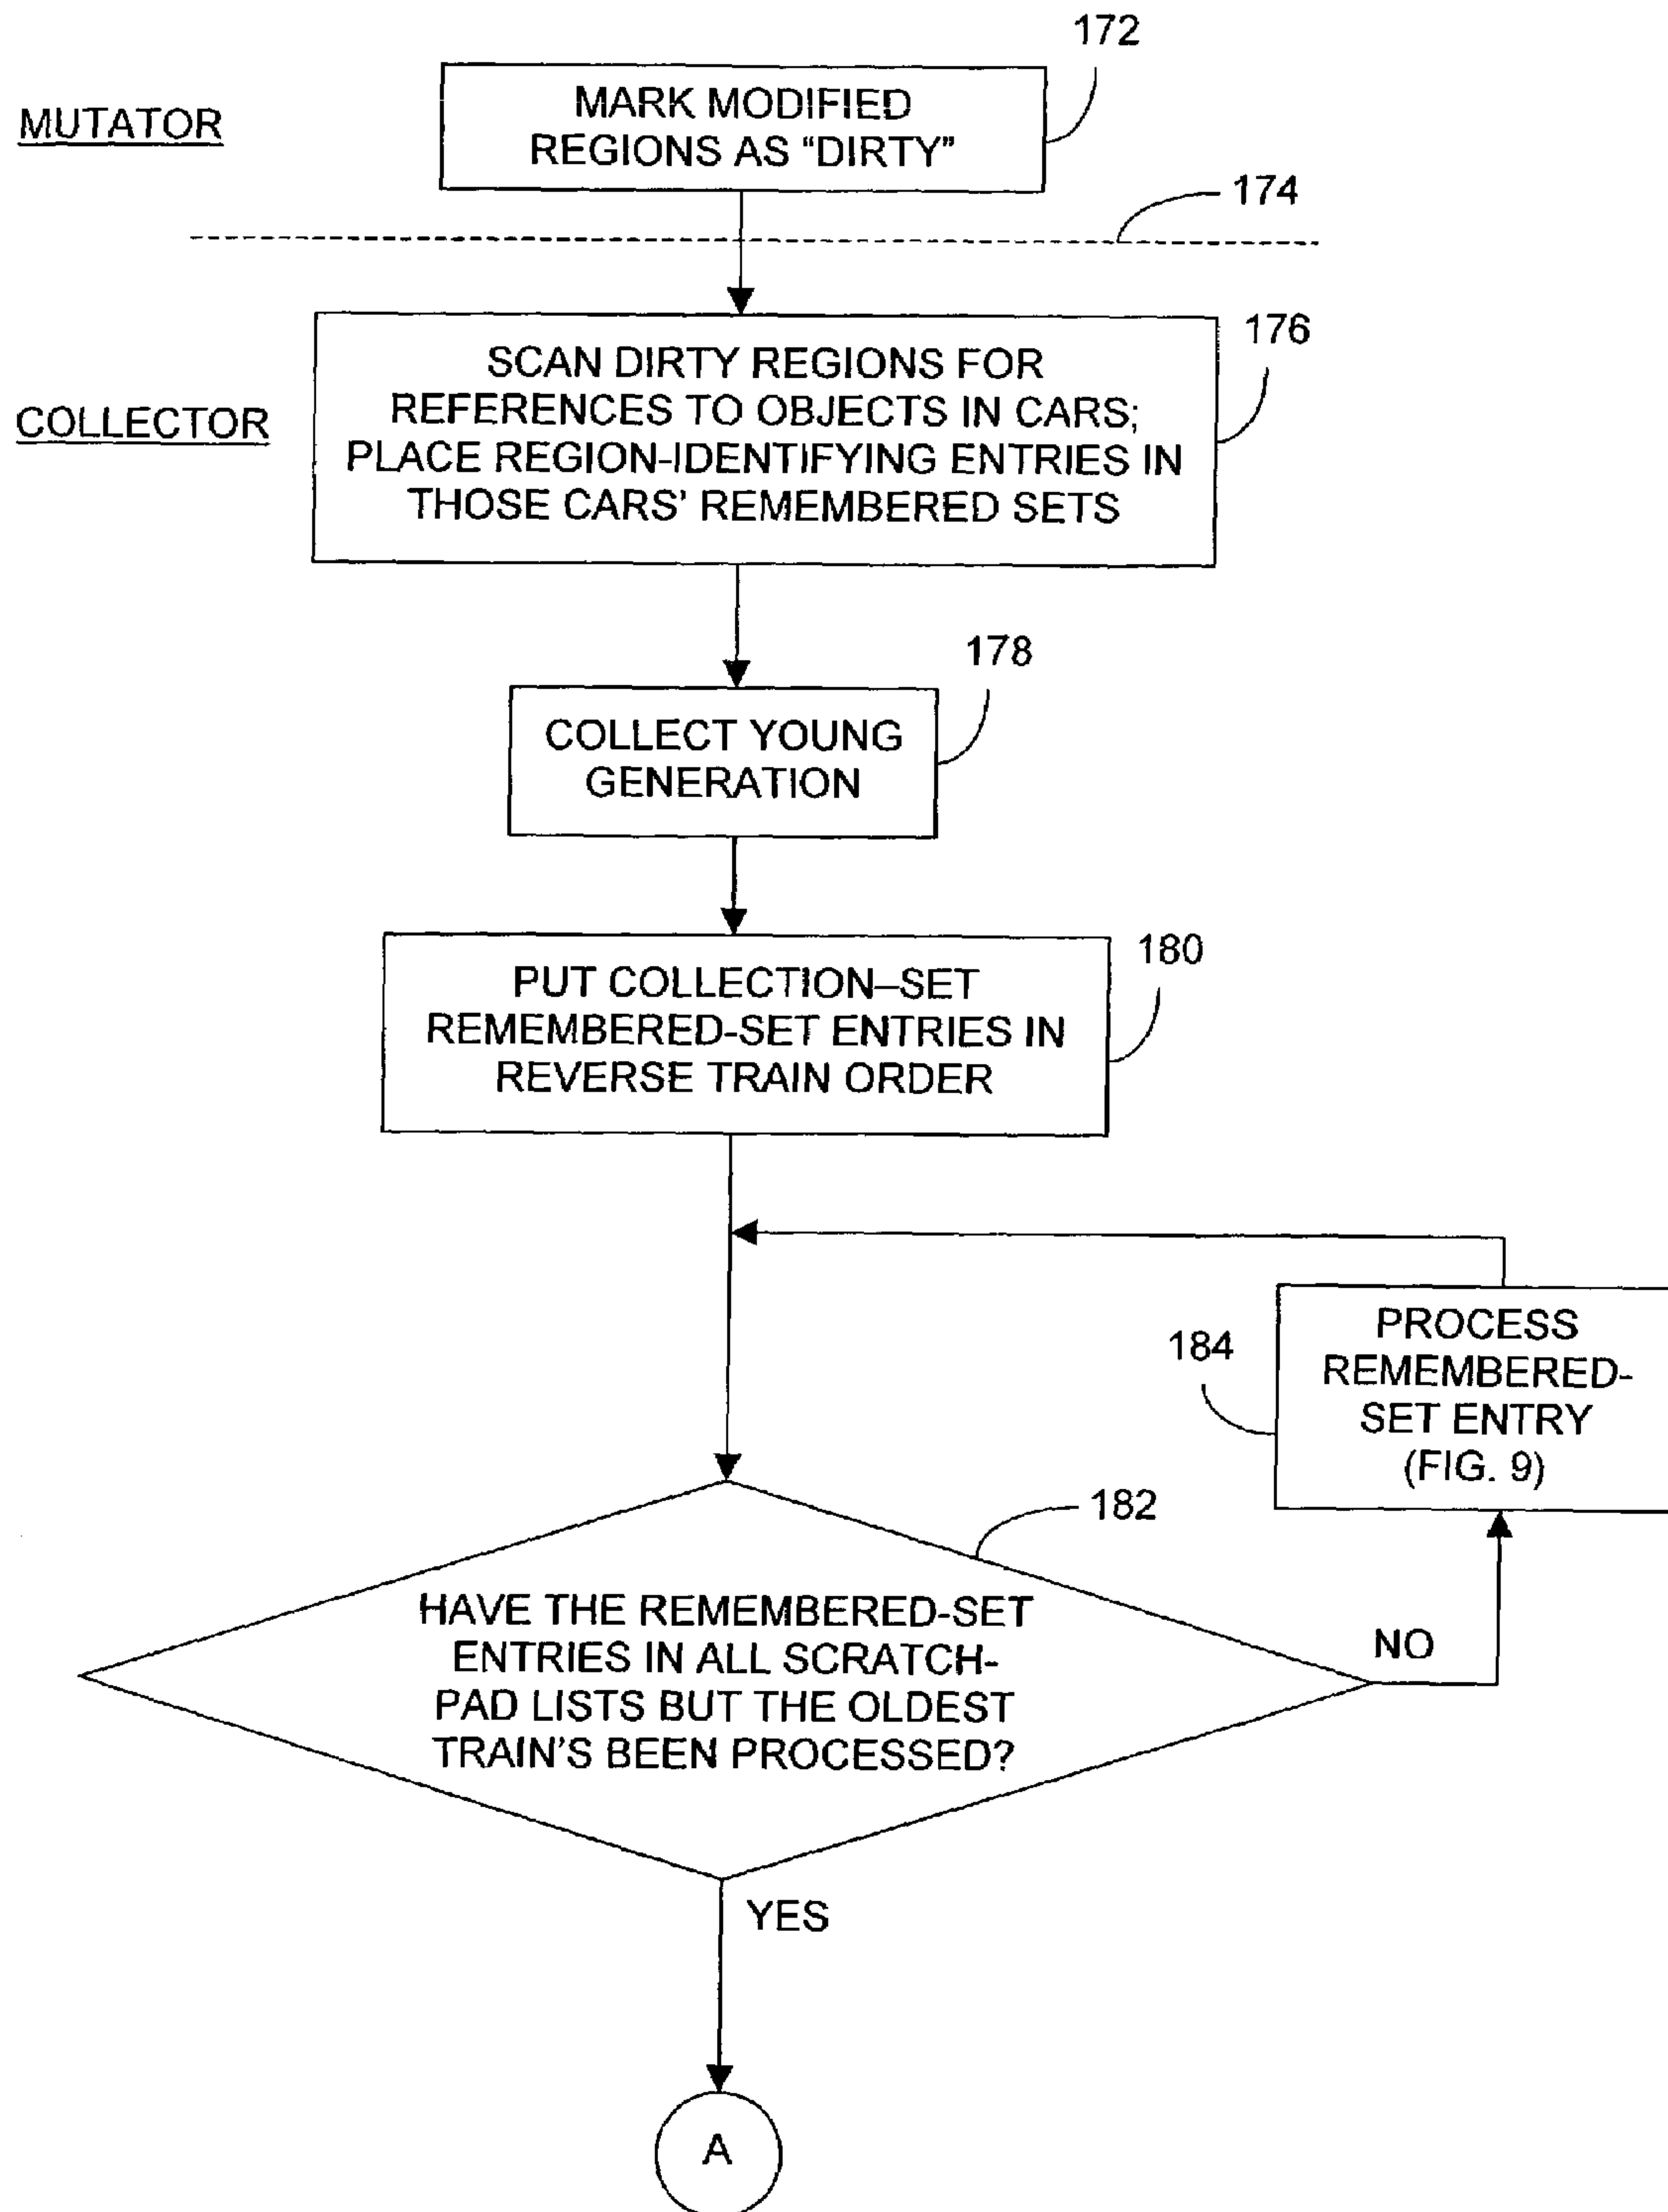 172
MUTATOR
MARK MODIFIED
REGIONS AS “DIRTY”
174
176
COLLECTOR
SCAN DIRTY REGIONS FOR
REFERENCES TO OBJECTS IN CARS;
PLACE REGION-IDENTIFYING ENTRIES IN
THOSE CARS’ REMEMBERED SETS
178
COLLECT YOUNG
GENERATION
180
PUT COLLECTION–SET
REMEMBERED-SET ENTRIES IN
REVERSE TRAIN ORDER
184
PROCESS
REMEMBERED-
SET ENTRY
(FIG. 9)
182
HAVE THE REMEMBERED-SET
ENTRIES IN ALL SCRATCH-
PAD LISTS BUT THE OLDEST
TRAIN’S BEEN PROCESSED?
NO
YES
A